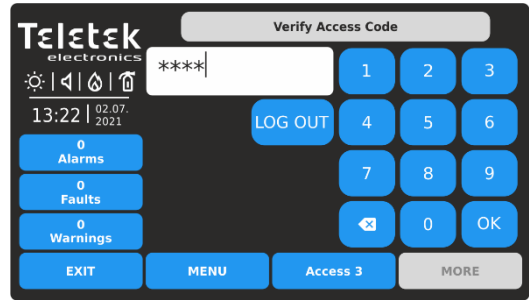 Teletek
electronics
Verify Access Code
****
1 2 3
13:22 02.07.
2021
LOG OUT 4 5 6
0
Alarms
7 8 9
0
Faults
0
Warnings
0 OK
EXIT MENU Access 3 MORE